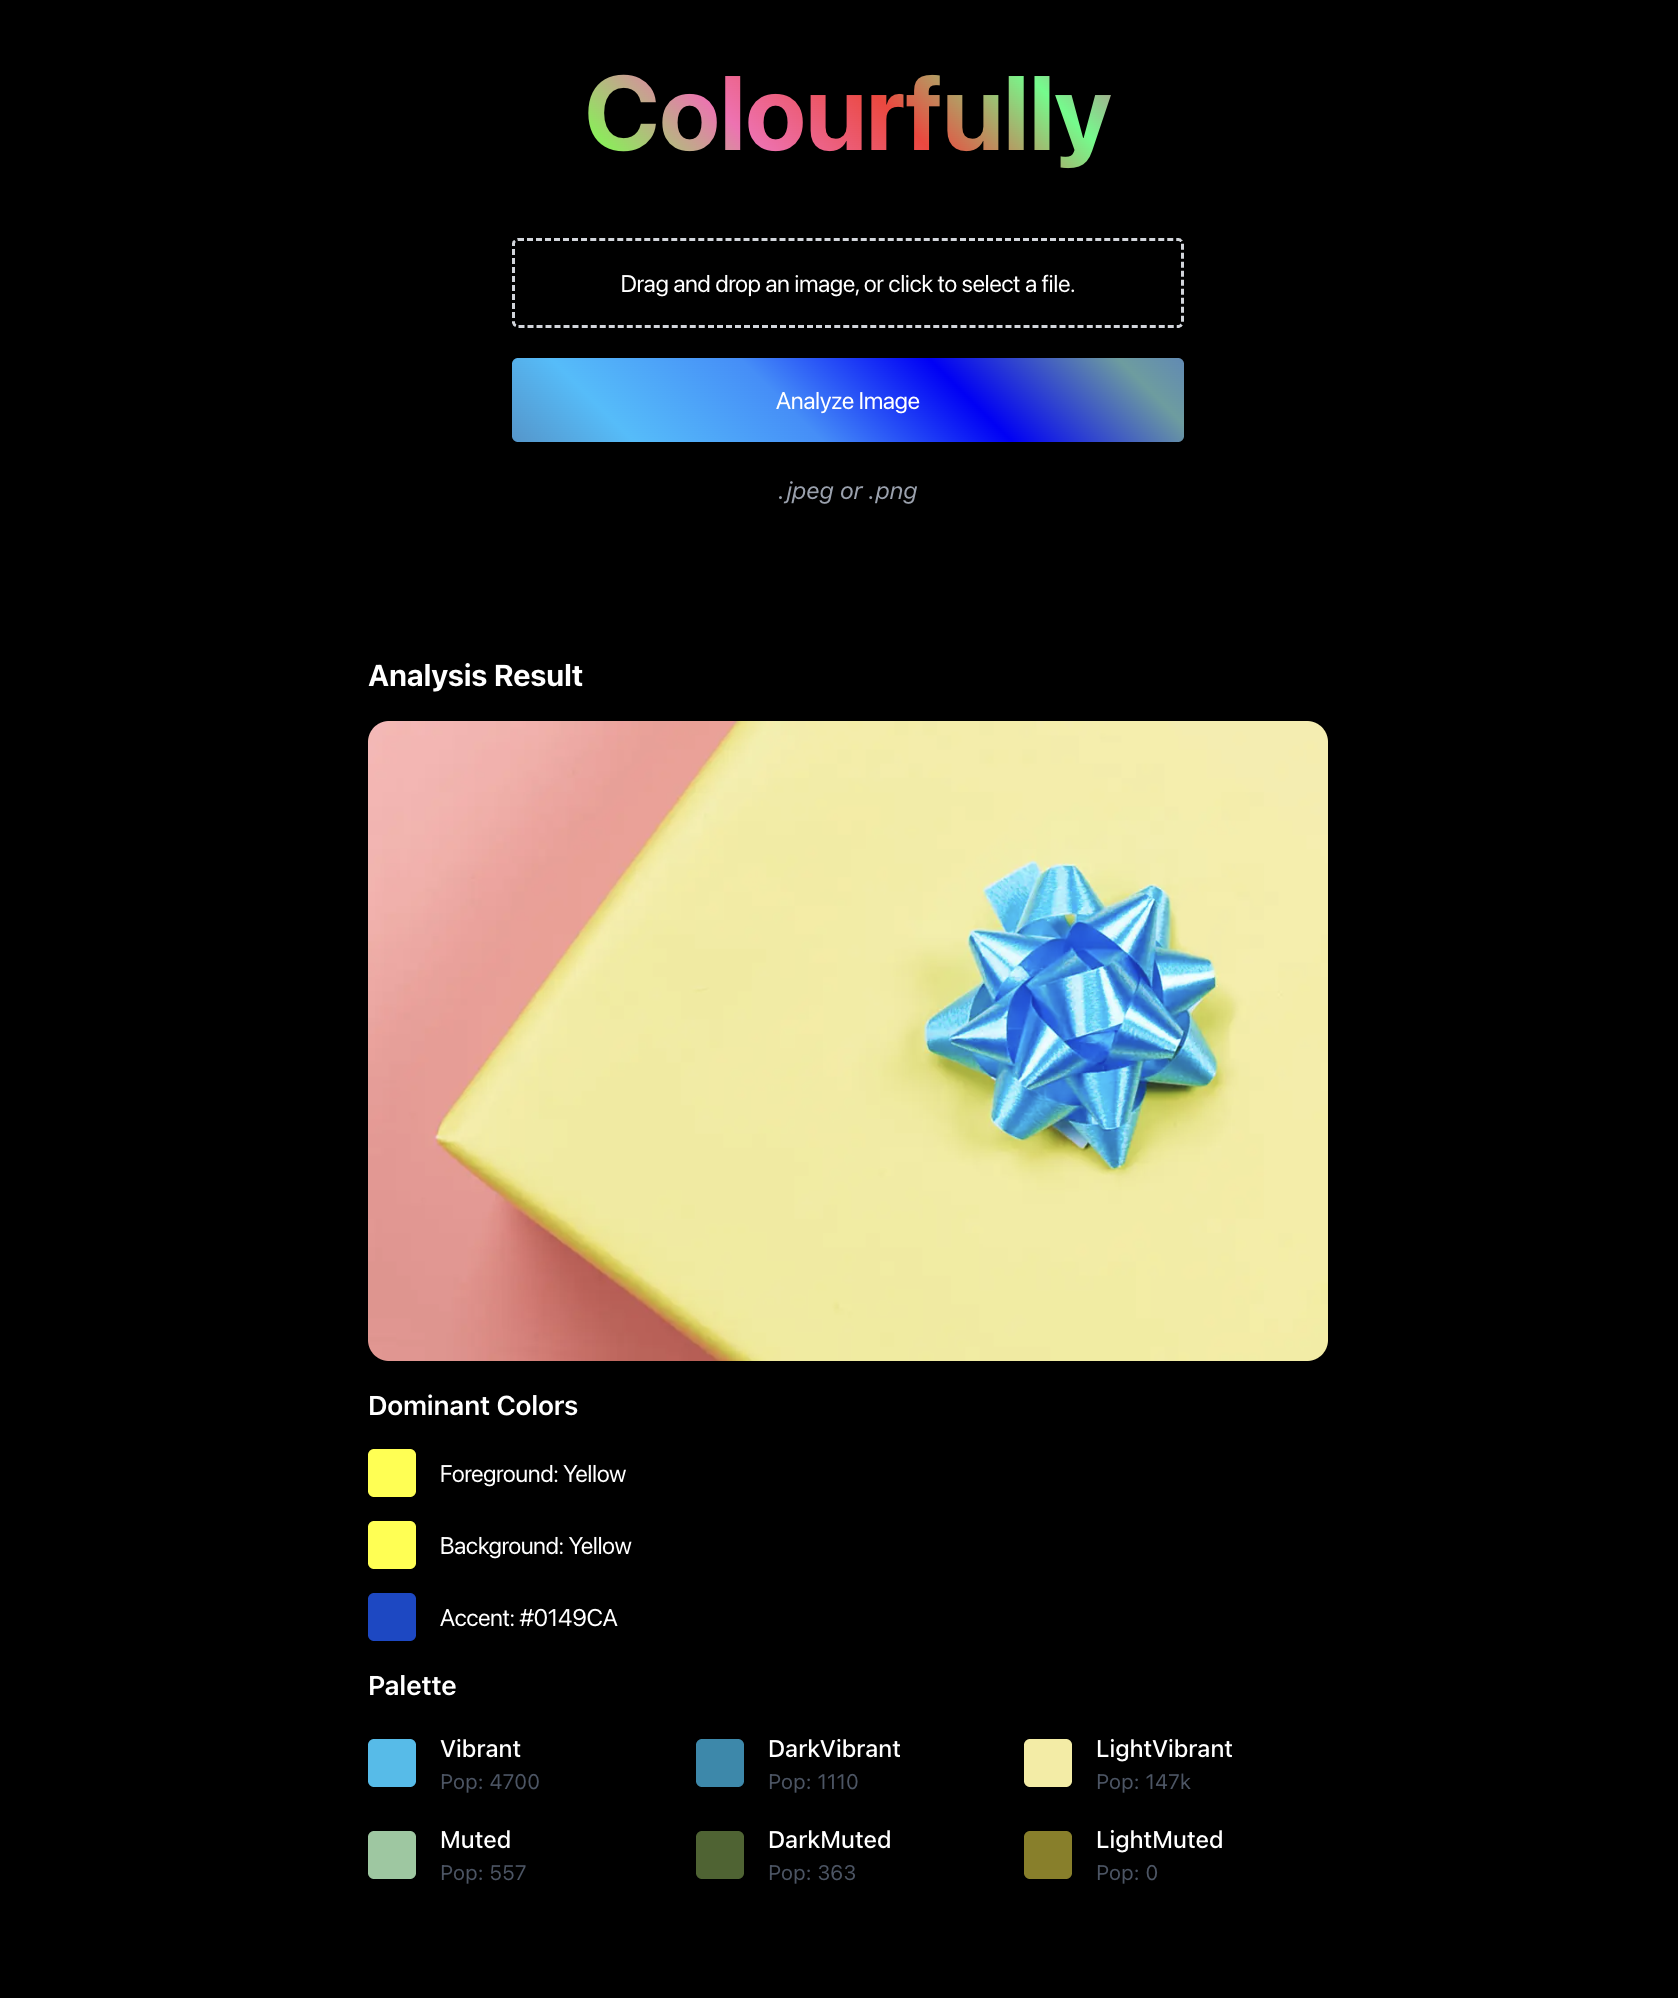 Colourfully
Drag and drop an image, or click to select a file.
Analyze Image
.jpeg or .png
Analysis Result
Dominant Colors
Foreground: Yellow
Background: Yellow
Accent: #0149CA
Palette
Vibrant
Pop: 4700
DarkVibrant
Pop: 1110
LightVibrant
Pop: 147k
Muted
Pop: 557
DarkMuted
Pop: 363
LightMuted
Pop: 0